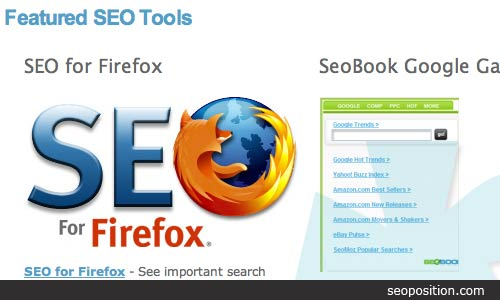 Featured SEO Tools
SEO for Firefox
SEO
For Firefox®
SEO for Firefox - See important search
SeoBook Google Ga
GOOGLE COMP PPC HOT MORE
Google Trends >
go!
Google Hot Trends >
Yahoo! Buzz Index >
Amazon.com Best Sellers >
Amazon.com New Releases >
Amazon.com Movers & Shakers >
eBay Pulse >
SeoMoz Popular Searches >
SEOBOOK
seoposition.com